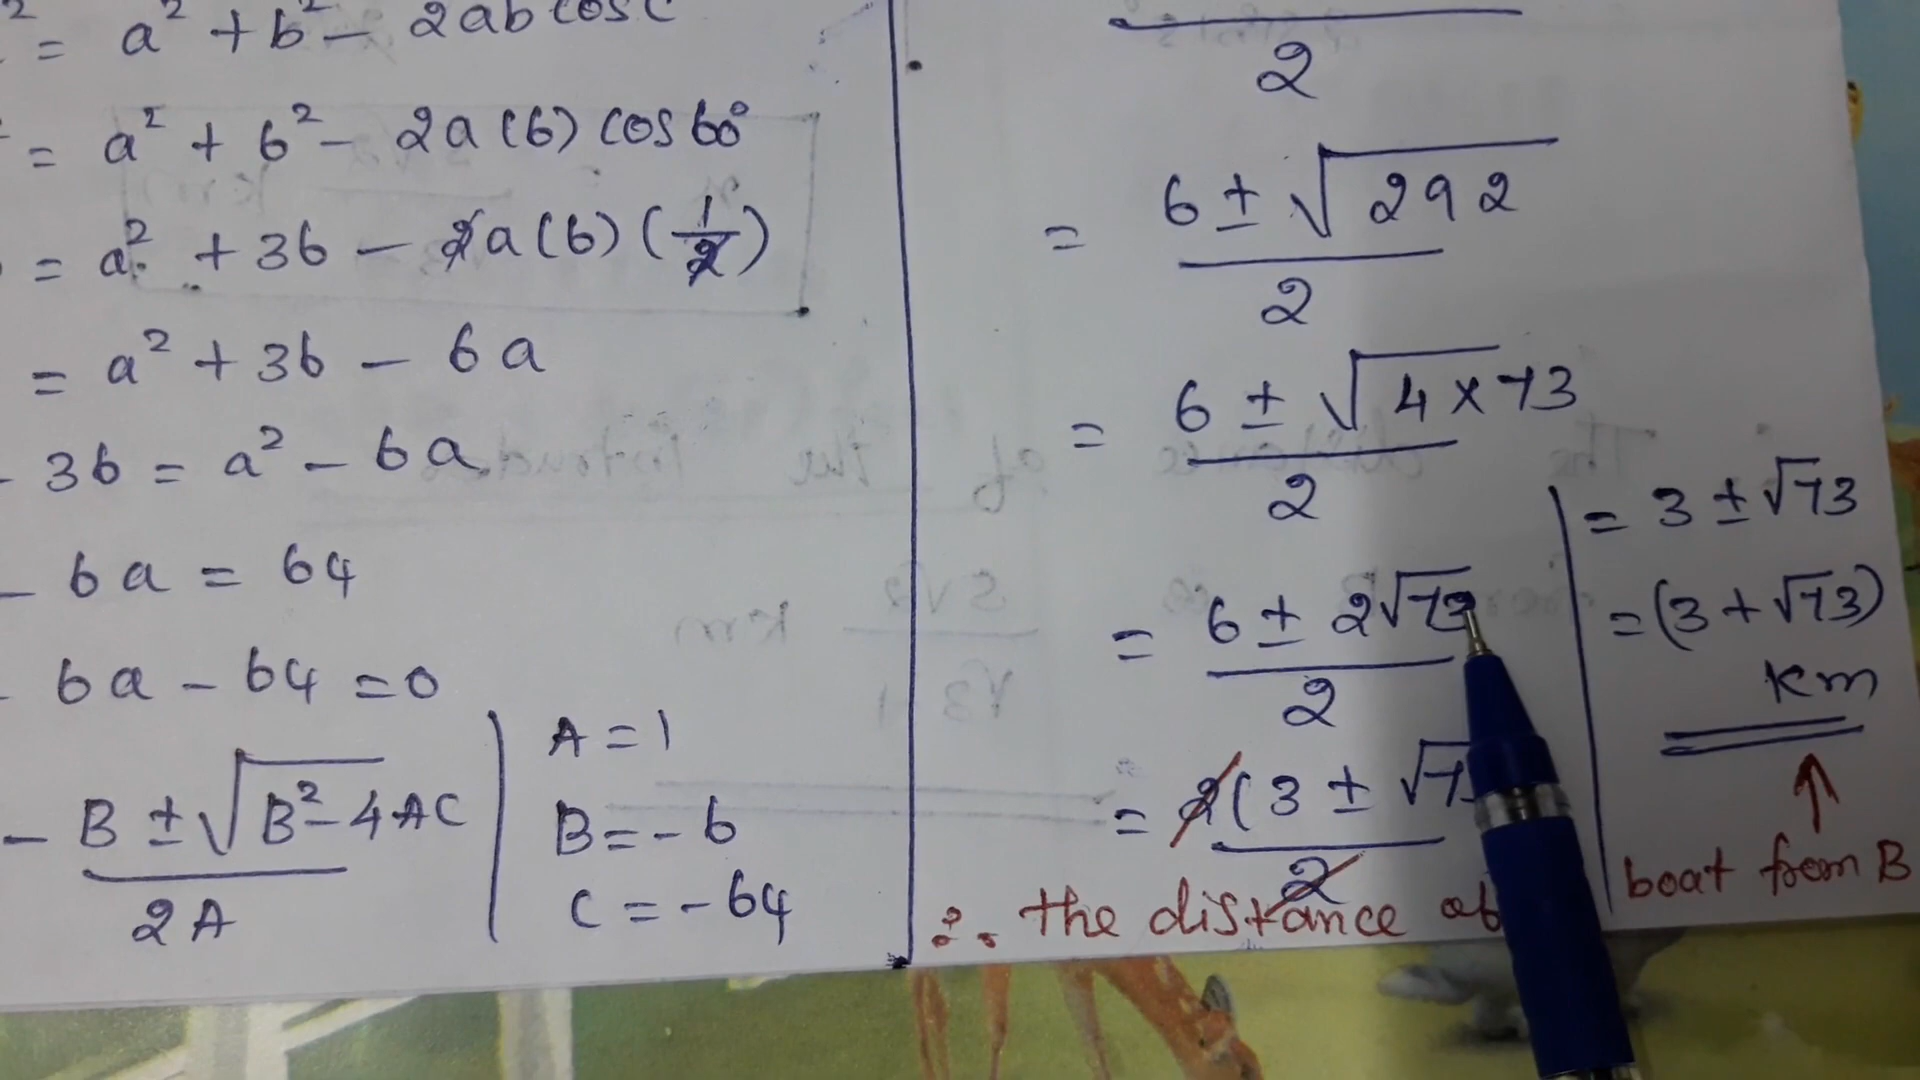 ² = a² + b² - 2ab cos C
² = a² + 6² - 2a(6) cos 60°
= a² + 36 - 2a(6)(1/2)
= a² + 36 - 6a
- 36 = a² - 6a
- 6a = 64
- 6a - 64 = 0
- B ± √B² - 4AC
2A
A = 1
B = - 6
C = - 64
2
= 6 ± √292
2
= 6 ± √4 × 73
2
= 6 ± 2√73
2
= 2(3 ± √7
2
= 3 ± √73
= (3 + √73)
km
∴ the distance of
boat from B